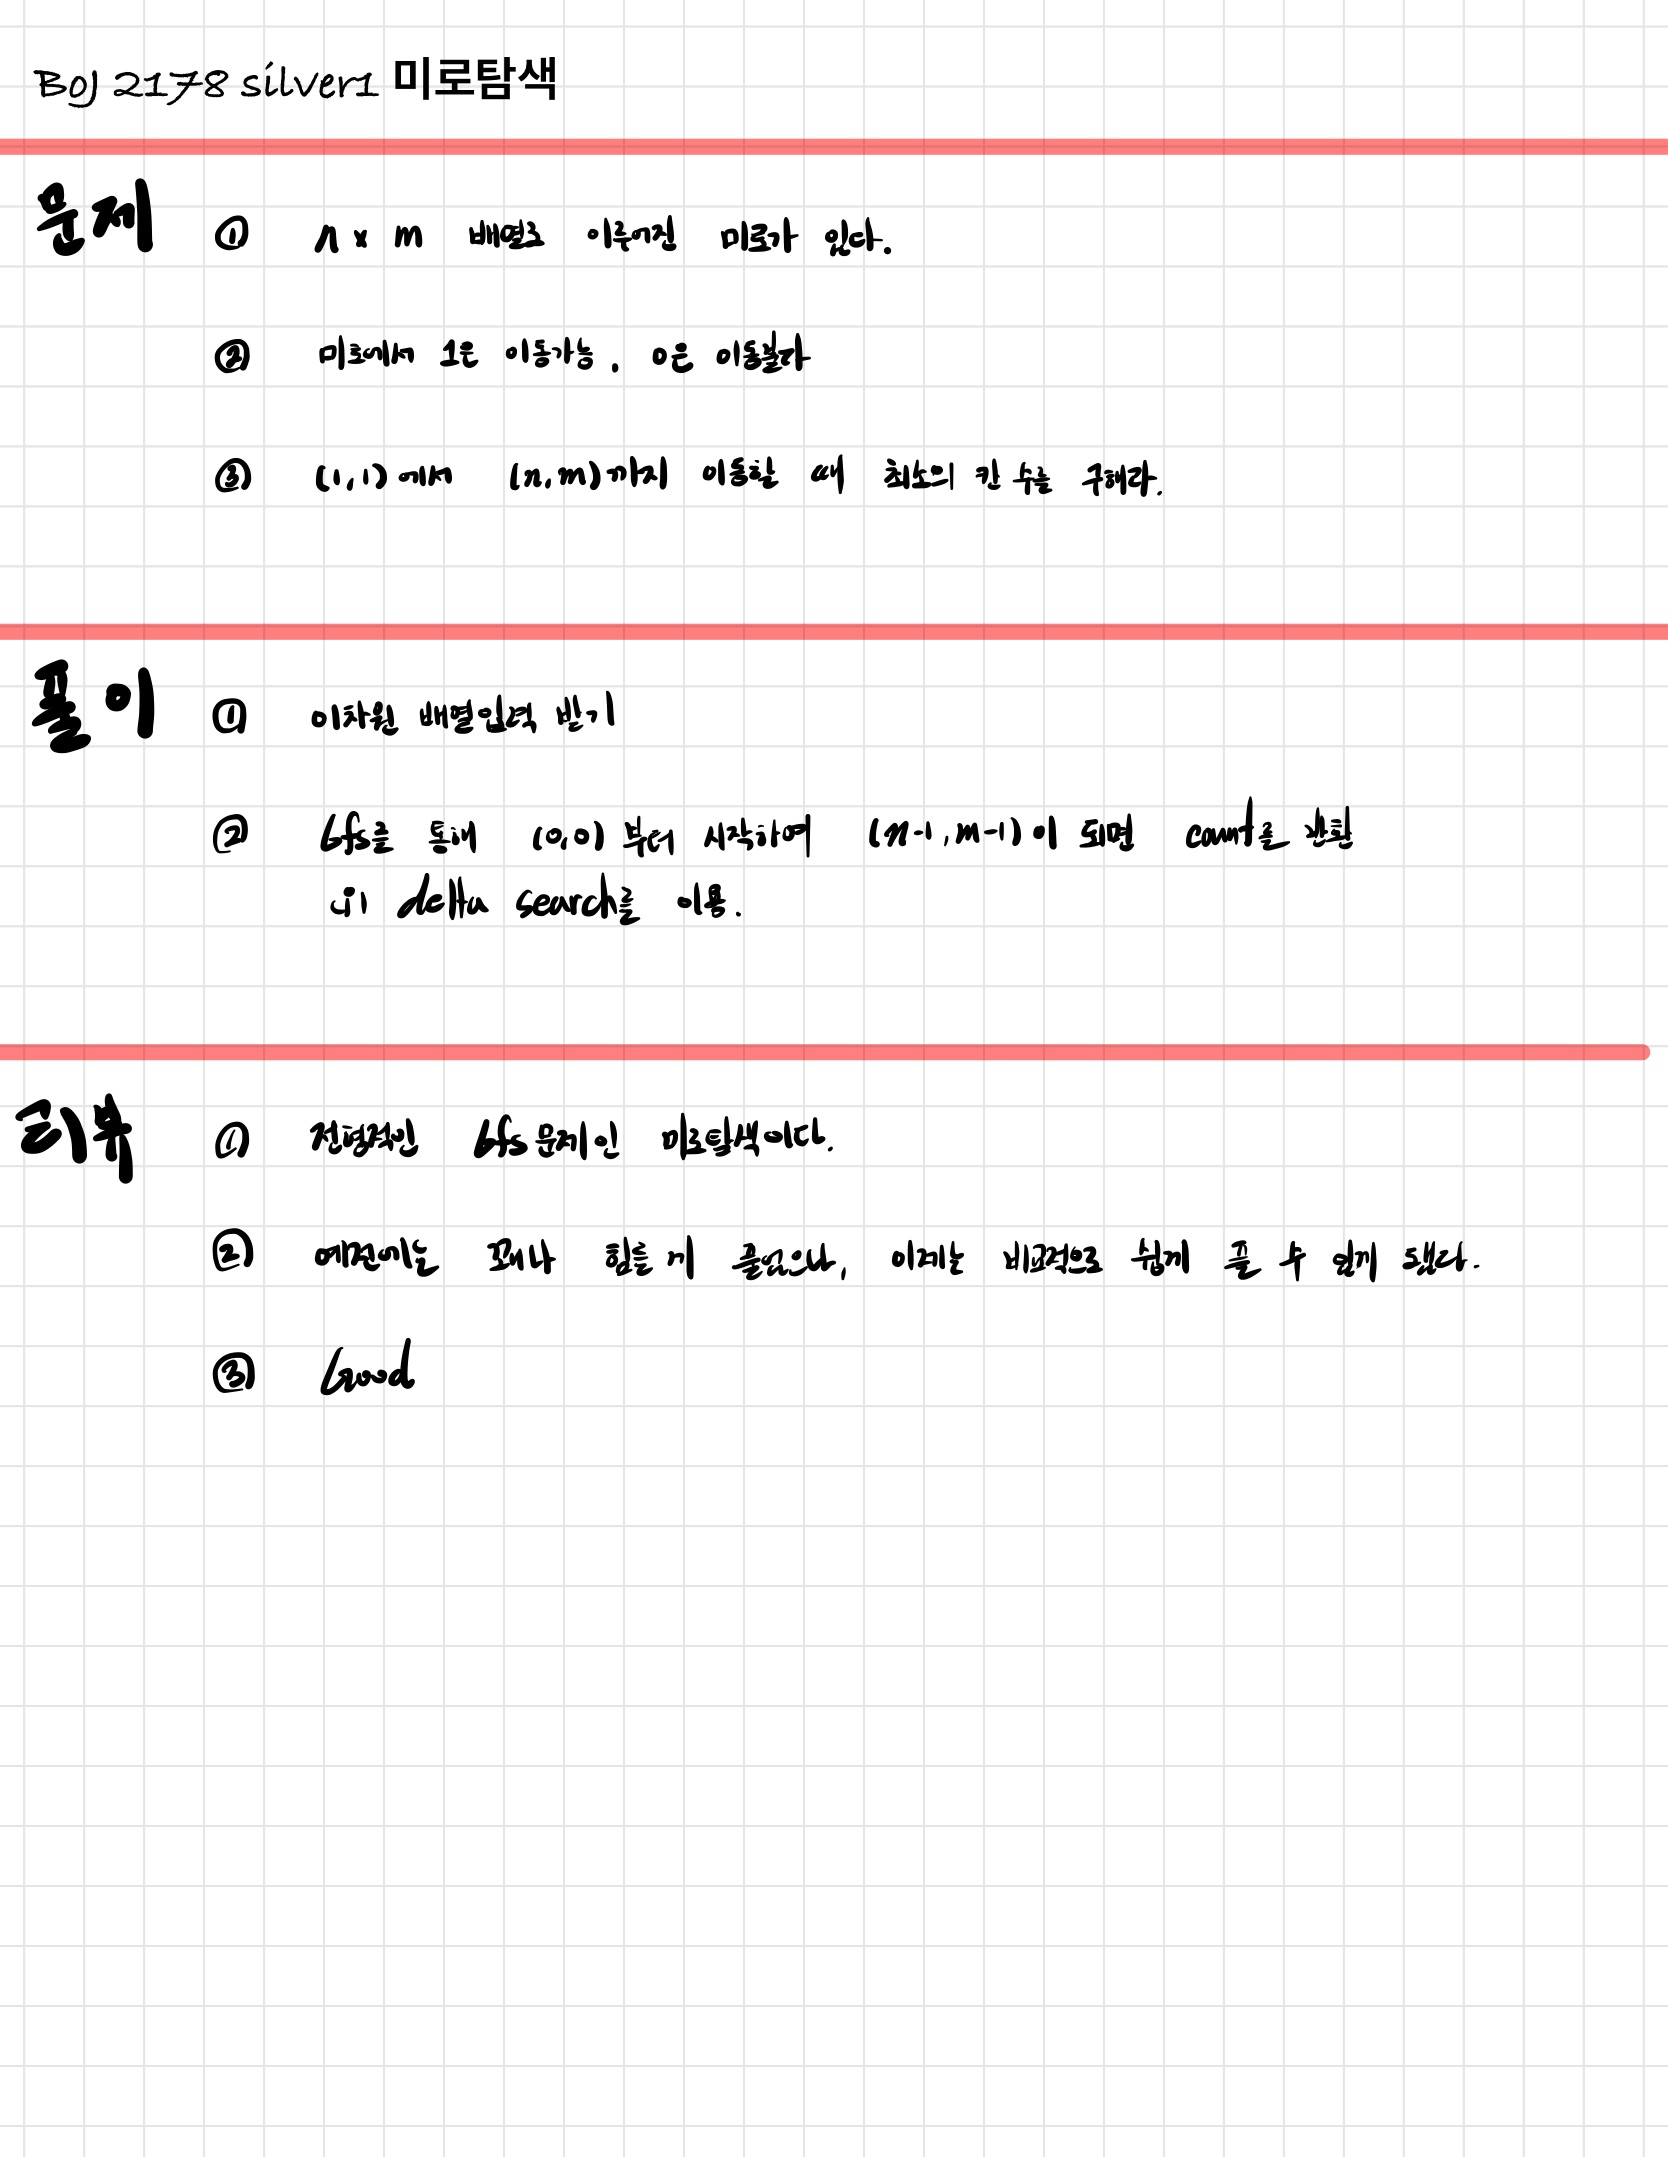 BOJ 2178 silver1 미로탐색
문제 ① n x m 배열로 이루어진 미로가 있다.
② 미로에서 1은 이동가능, 0은 이동불가
③ (1,1)에서 (n,m)까지 이동할 때 최소의 칸 수를 구해라.
풀이 ① 이차원 배열입력 받기
② bfs를 통해 (0,0)부터 시작하여 (n-1,m-1)이 되면 count를 반환
delta search를 이용.
리뷰 ① 전형적인 bfs문제인 미로탐색이다.
② 예전에는 꽤나 힘들게 풀었으나, 이제는 비교적으로 쉽게 풀 수 있게 됐다.
③ Good